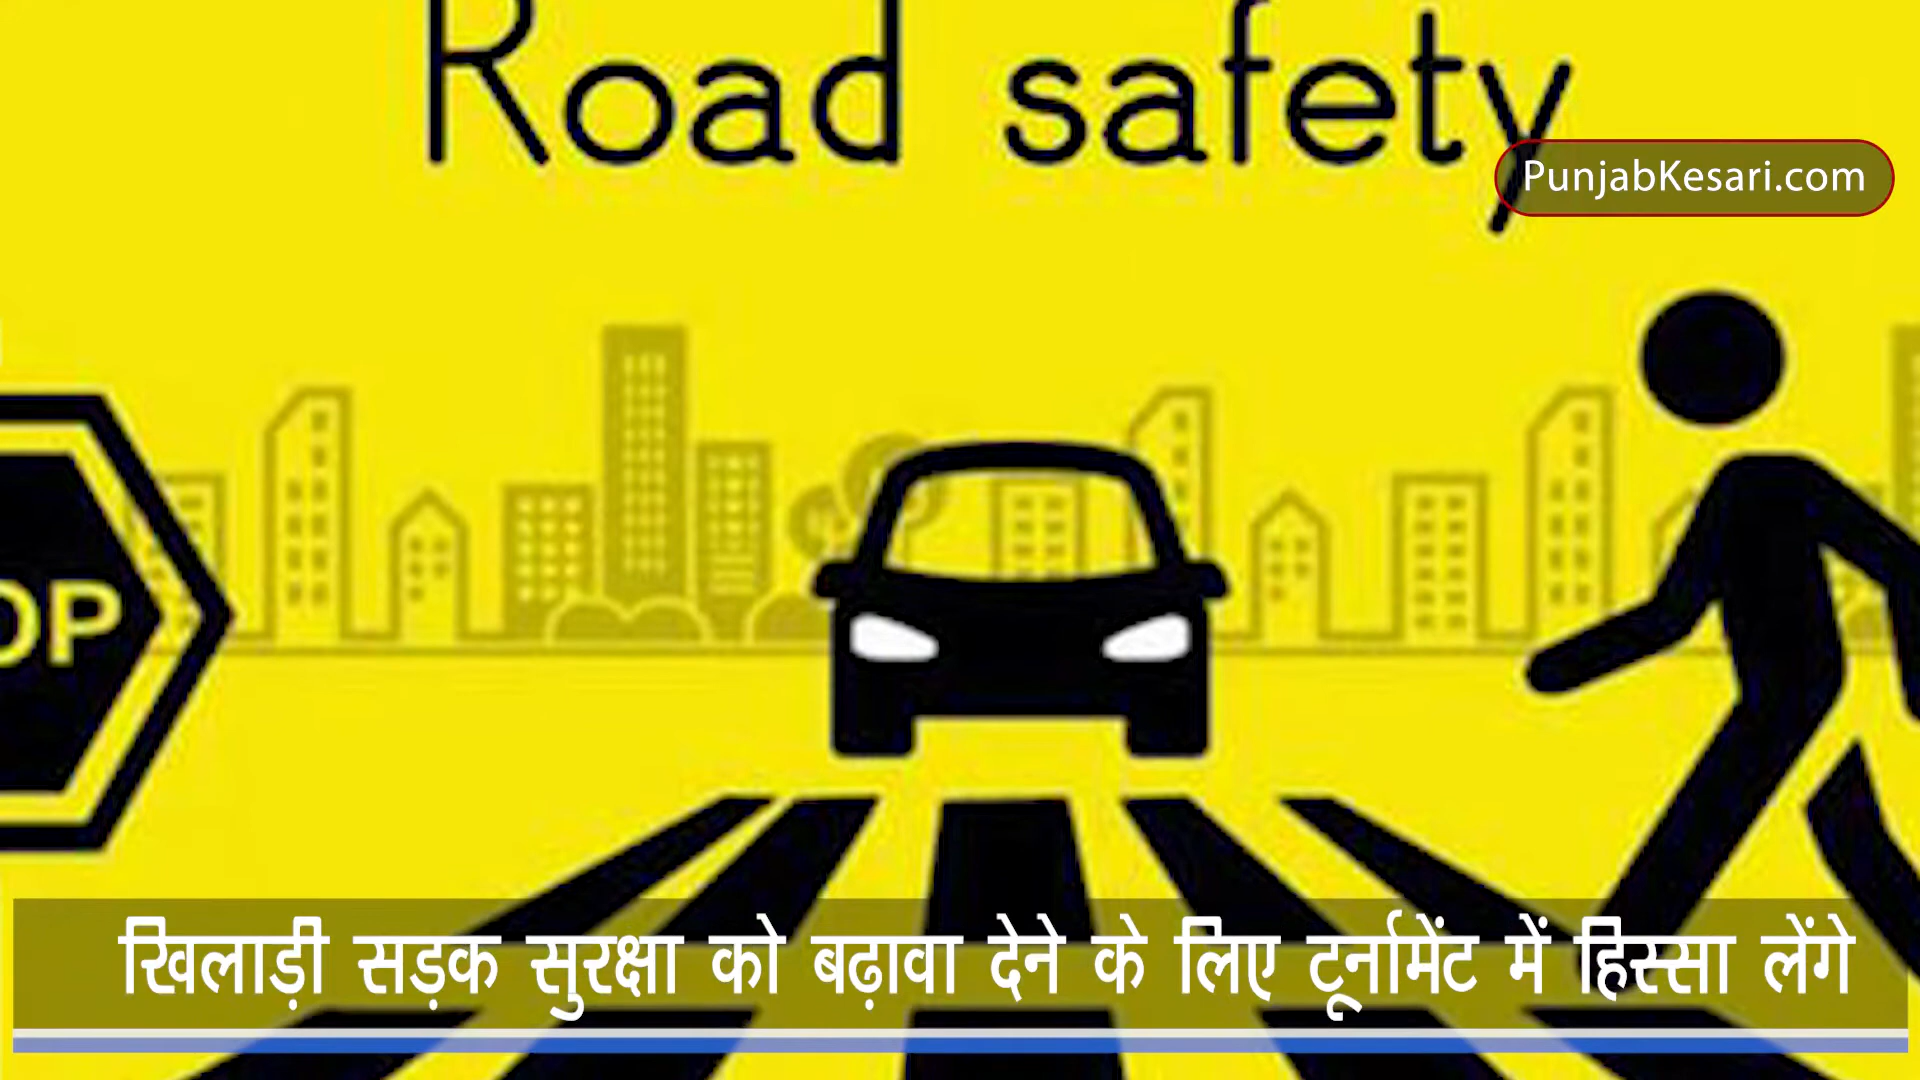 Road safety
PunjabKesari.com
OP
खिलाड़ी सड़क सुरक्षा को बढ़ावा देने के लिए टूर्नामेंट में हिस्सा लेंगे